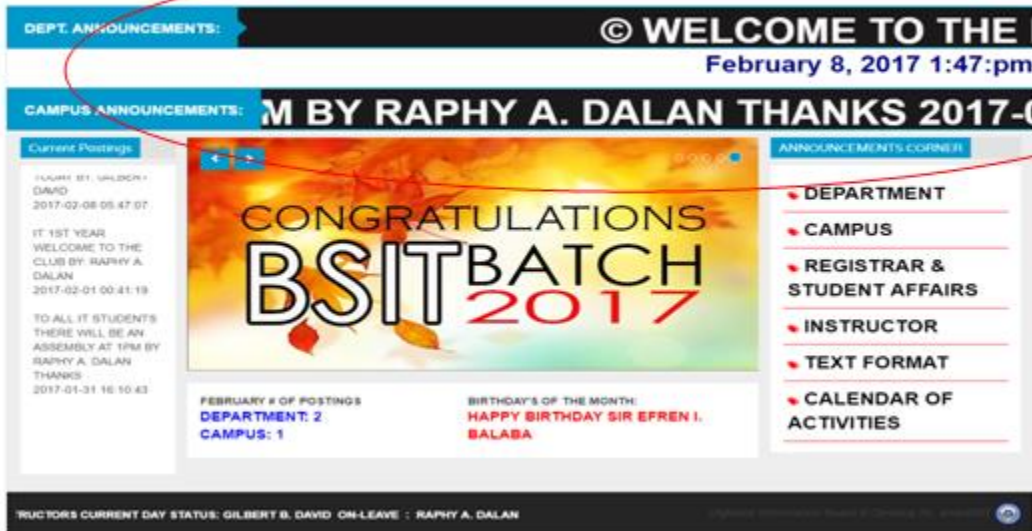 DEPT. ANNOUNCEMENTS:
© WELCOME TO THE
February 8, 2017 1:47:pm
CAMPUS ANNOUNCEMENTS:
M BY RAPHY A. DALAN THANKS 2017-0
Current Postings
TODAY BY: GILBERT
DAVID
2017-02-08 05:47:07
IT 1ST YEAR
WELCOME TO THE
CLUB BY: RAPHY A.
DALAN
2017-02-01 00:41:19
TO ALL IT STUDENTS
THERE WILL BE AN
ASSEMBLY AT 1PM BY
RAPHY A. DALAN
THANKS
2017-01-31 16:10:43
CONGRATULATIONS
BSIT BATCH
2017
FEBRUARY # OF POSTINGS
DEPARTMENT: 2
CAMPUS: 1
BIRTHDAY'S OF THE MONTH:
HAPPY BIRTHDAY SIR EFREN I.
BALABA
ANNOUNCEMENTS CORNER
DEPARTMENT
CAMPUS
REGISTRAR &
STUDENT AFFAIRS
INSTRUCTOR
TEXT FORMAT
CALENDAR OF
ACTIVITIES
TRUCTORS CURRENT DAY STATUS: GILBERT B. DAVID ON-LEAVE : RAPHY A. DALAN